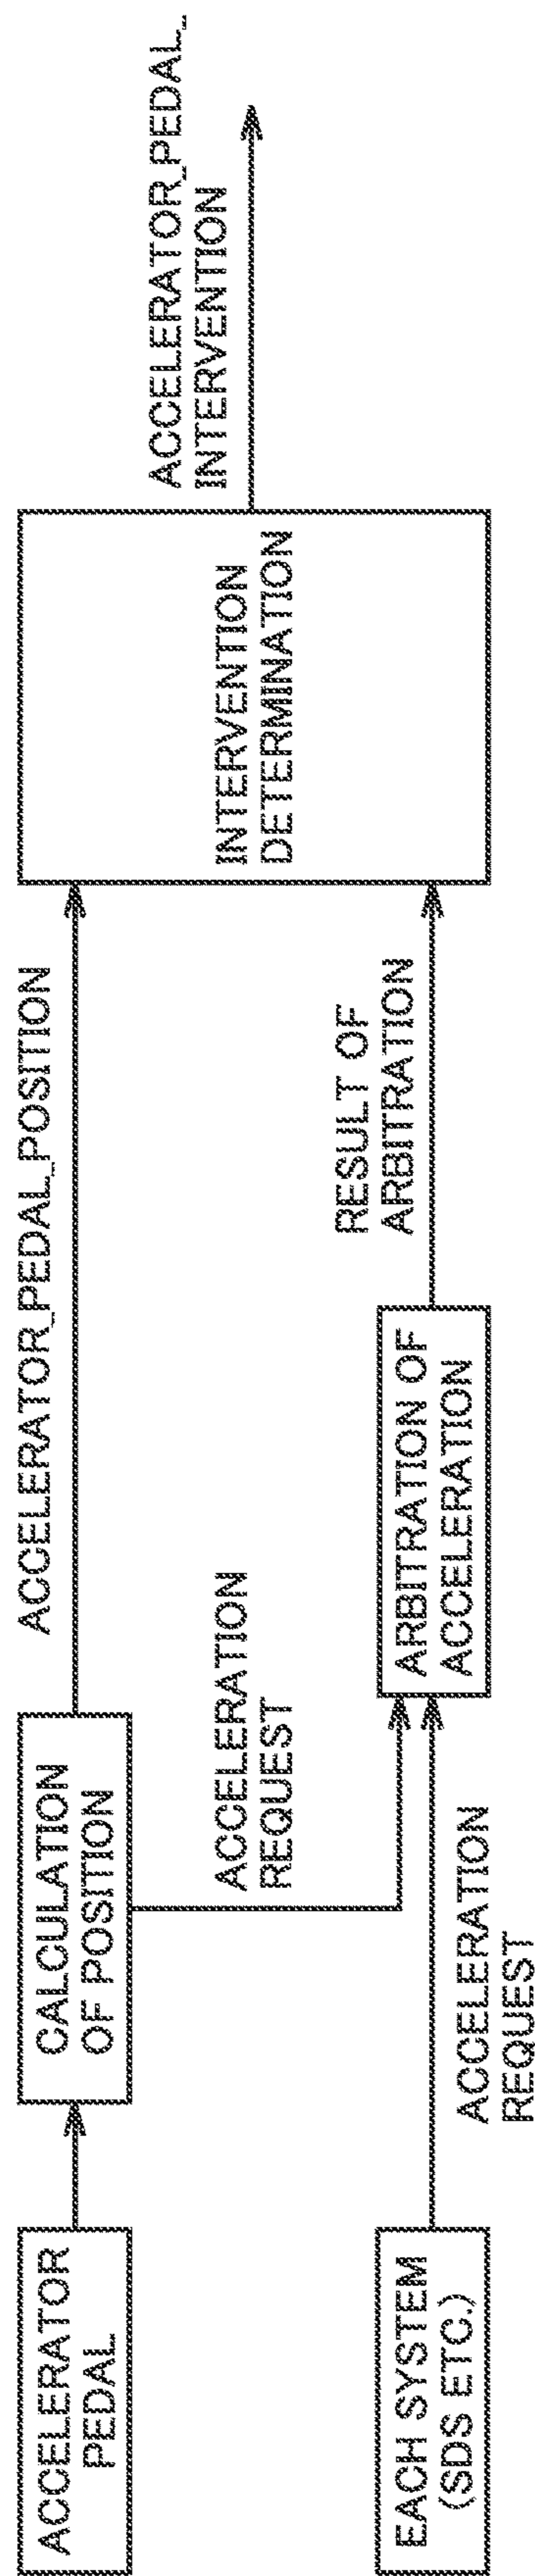 ACCELERATOR
PEDAL
CALCULATION
OF POSITION
ACCELERATOR_PEDAL_POSITION
ACCELERATION
REQUEST
EACH SYSTEM
(SDS ETC.)
ACCELERATION
REQUEST
ARBITRATION OF
ACCELERATION
RESULT OF
ARBITRATION
INTERVENTION
DETERMINATION
ACCELERATOR_PEDAL_
INTERVENTION